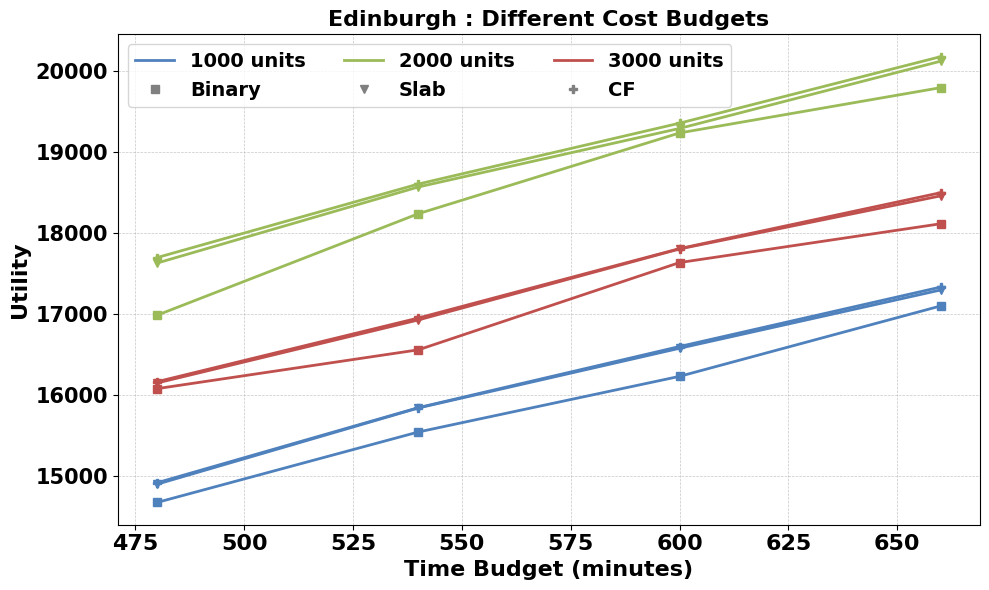 Edinburgh : Different Cost Budgets
1000 units 2000 units 3000 units
Binary Slab CF
Utility
20000
19000
18000
17000
16000
15000
475 500 525 550 575 600 625 650
Time Budget (minutes)